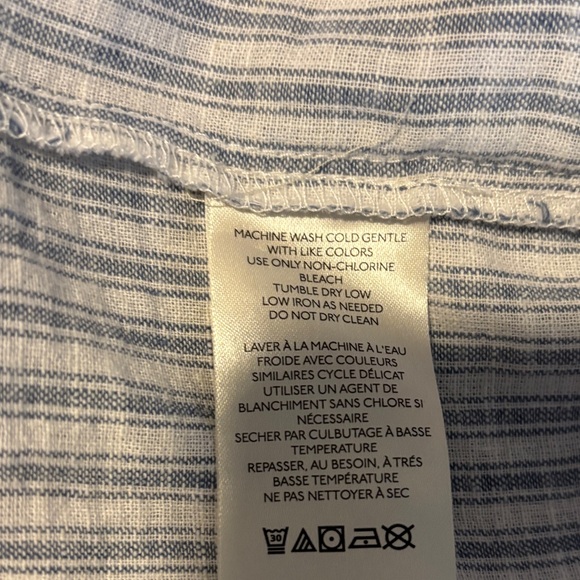 MACHINE WASH COLD GENTLE
WITH LIKE COLORS
USE ONLY NON-CHLORINE
BLEACH
TUMBLE DRY LOW
LOW IRON AS NEEDED
DO NOT DRY CLEAN
LAVER À LA MACHINE À L'EAU
FROIDE AVEC COULEURS
SIMILAIRES CYCLE DÉLICAT
UTILISER UN AGENT DE
BLANCHIMENT SANS CHLORE SI
NÉCESSAIRE
SECHER PAR CULBUTAGE À BASSE
TEMPERATURE
REPASSER, AU BESOIN, À TRÉS
BASSE TEMPÉRATURE
NE PAS NETTOYER À SEC
30